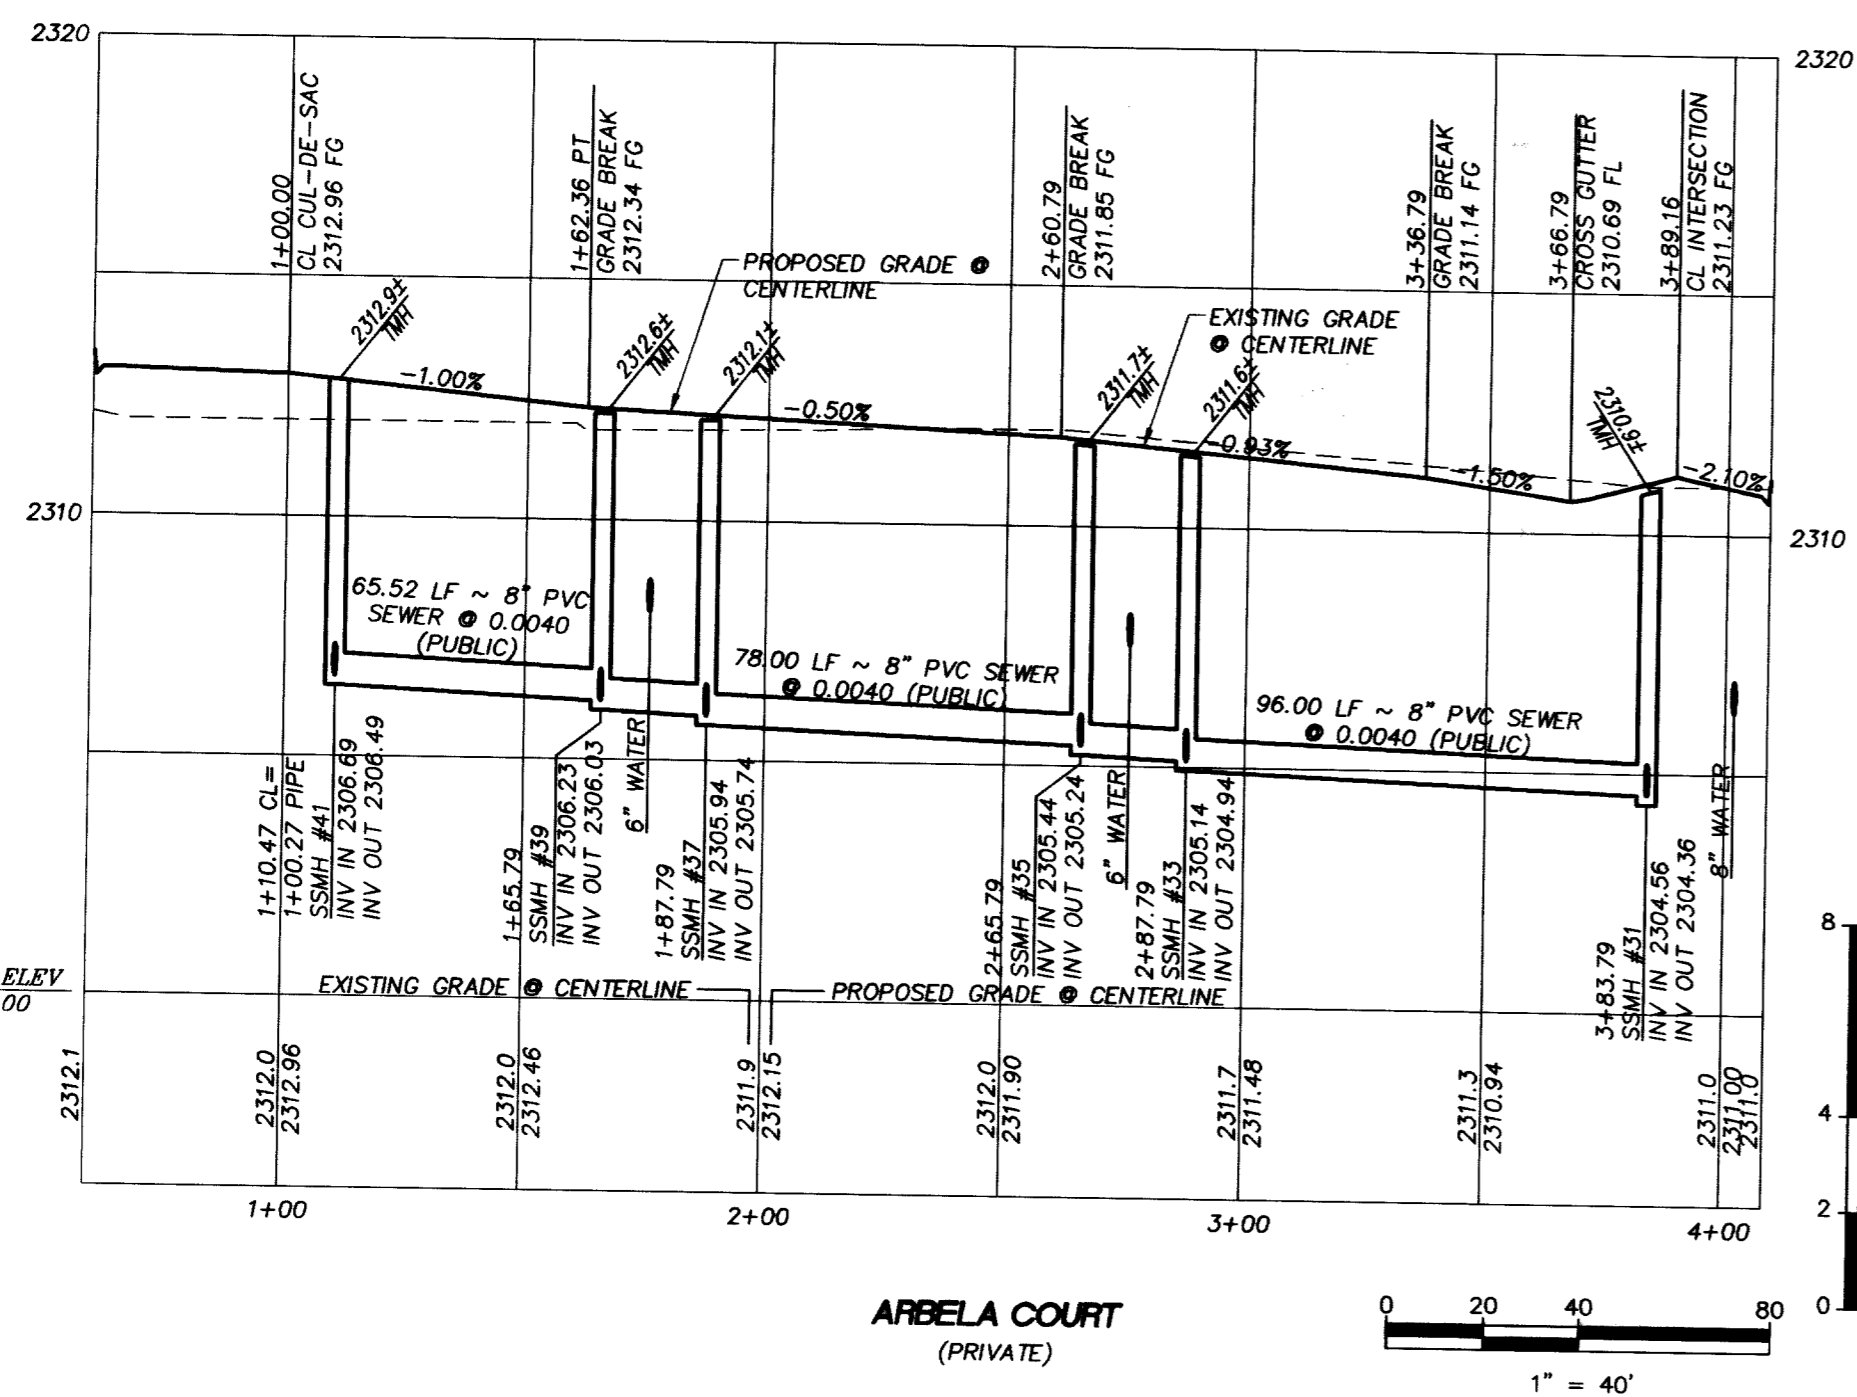 2320
2320
1+00.00
CL CUL-DE-SAC
2312.96 FG
1+62.36 PT
GRADE BREAK
2312.34 FG
2+60.79
GRADE BREAK
2311.85 FG
3+36.79
GRADE BREAK
2311.14 FG
3+66.79
CROSS GUTTER
2310.69 FL
3+89.16
CL INTERSECTION
2311.23 FG
PROPOSED GRADE @
CENTERLINE
EXISTING GRADE
@ CENTERLINE
2312.9±
TMH
2312.6±
TMH
2312.1±
TMH
2311.7±
TMH
2311.6±
TMH
2310.9±
TMH
-1.00%
-0.50%
-0.93%
-1.50%
-2.10%
2310
2310
65.52 LF ~ 8" PVC
SEWER @ 0.0040
(PUBLIC)
78.00 LF ~ 8" PVC SEWER
@ 0.0040 (PUBLIC)
96.00 LF ~ 8" PVC SEWER
@ 0.0040 (PUBLIC)
1+10.47 CL=
1+00.27 PIPE
SSMH #41
INV IN 2306.69
INV OUT 2306.49
1+65.79
SSMH #39
INV IN 2306.23
INV OUT 2306.03
6" WATER
1+87.79
SSMH #37
INV IN 2305.94
INV OUT 2305.74
2+65.79
SSMH #35
INV IN 2305.44
INV OUT 2305.24
6" WATER
2+87.79
SSMH #33
INV IN 2305.14
INV OUT 2304.94
3+83.79
SSMH #31
INV IN 2304.56
INV OUT 2304.36
8" WATER
ELEV
00
EXISTING GRADE @ CENTERLINE
PROPOSED GRADE @ CENTERLINE
2312.1
2312.0
2312.96
2312.0
2312.46
2311.9
2312.15
2312.0
2311.90
2311.7
2311.48
2311.3
2310.94
2311.0
2311.00
2311.0
1+00
2+00
3+00
4+00
8
4
2
0
ARBELA COURT
(PRIVATE)
0 20 40 80
1" = 40'